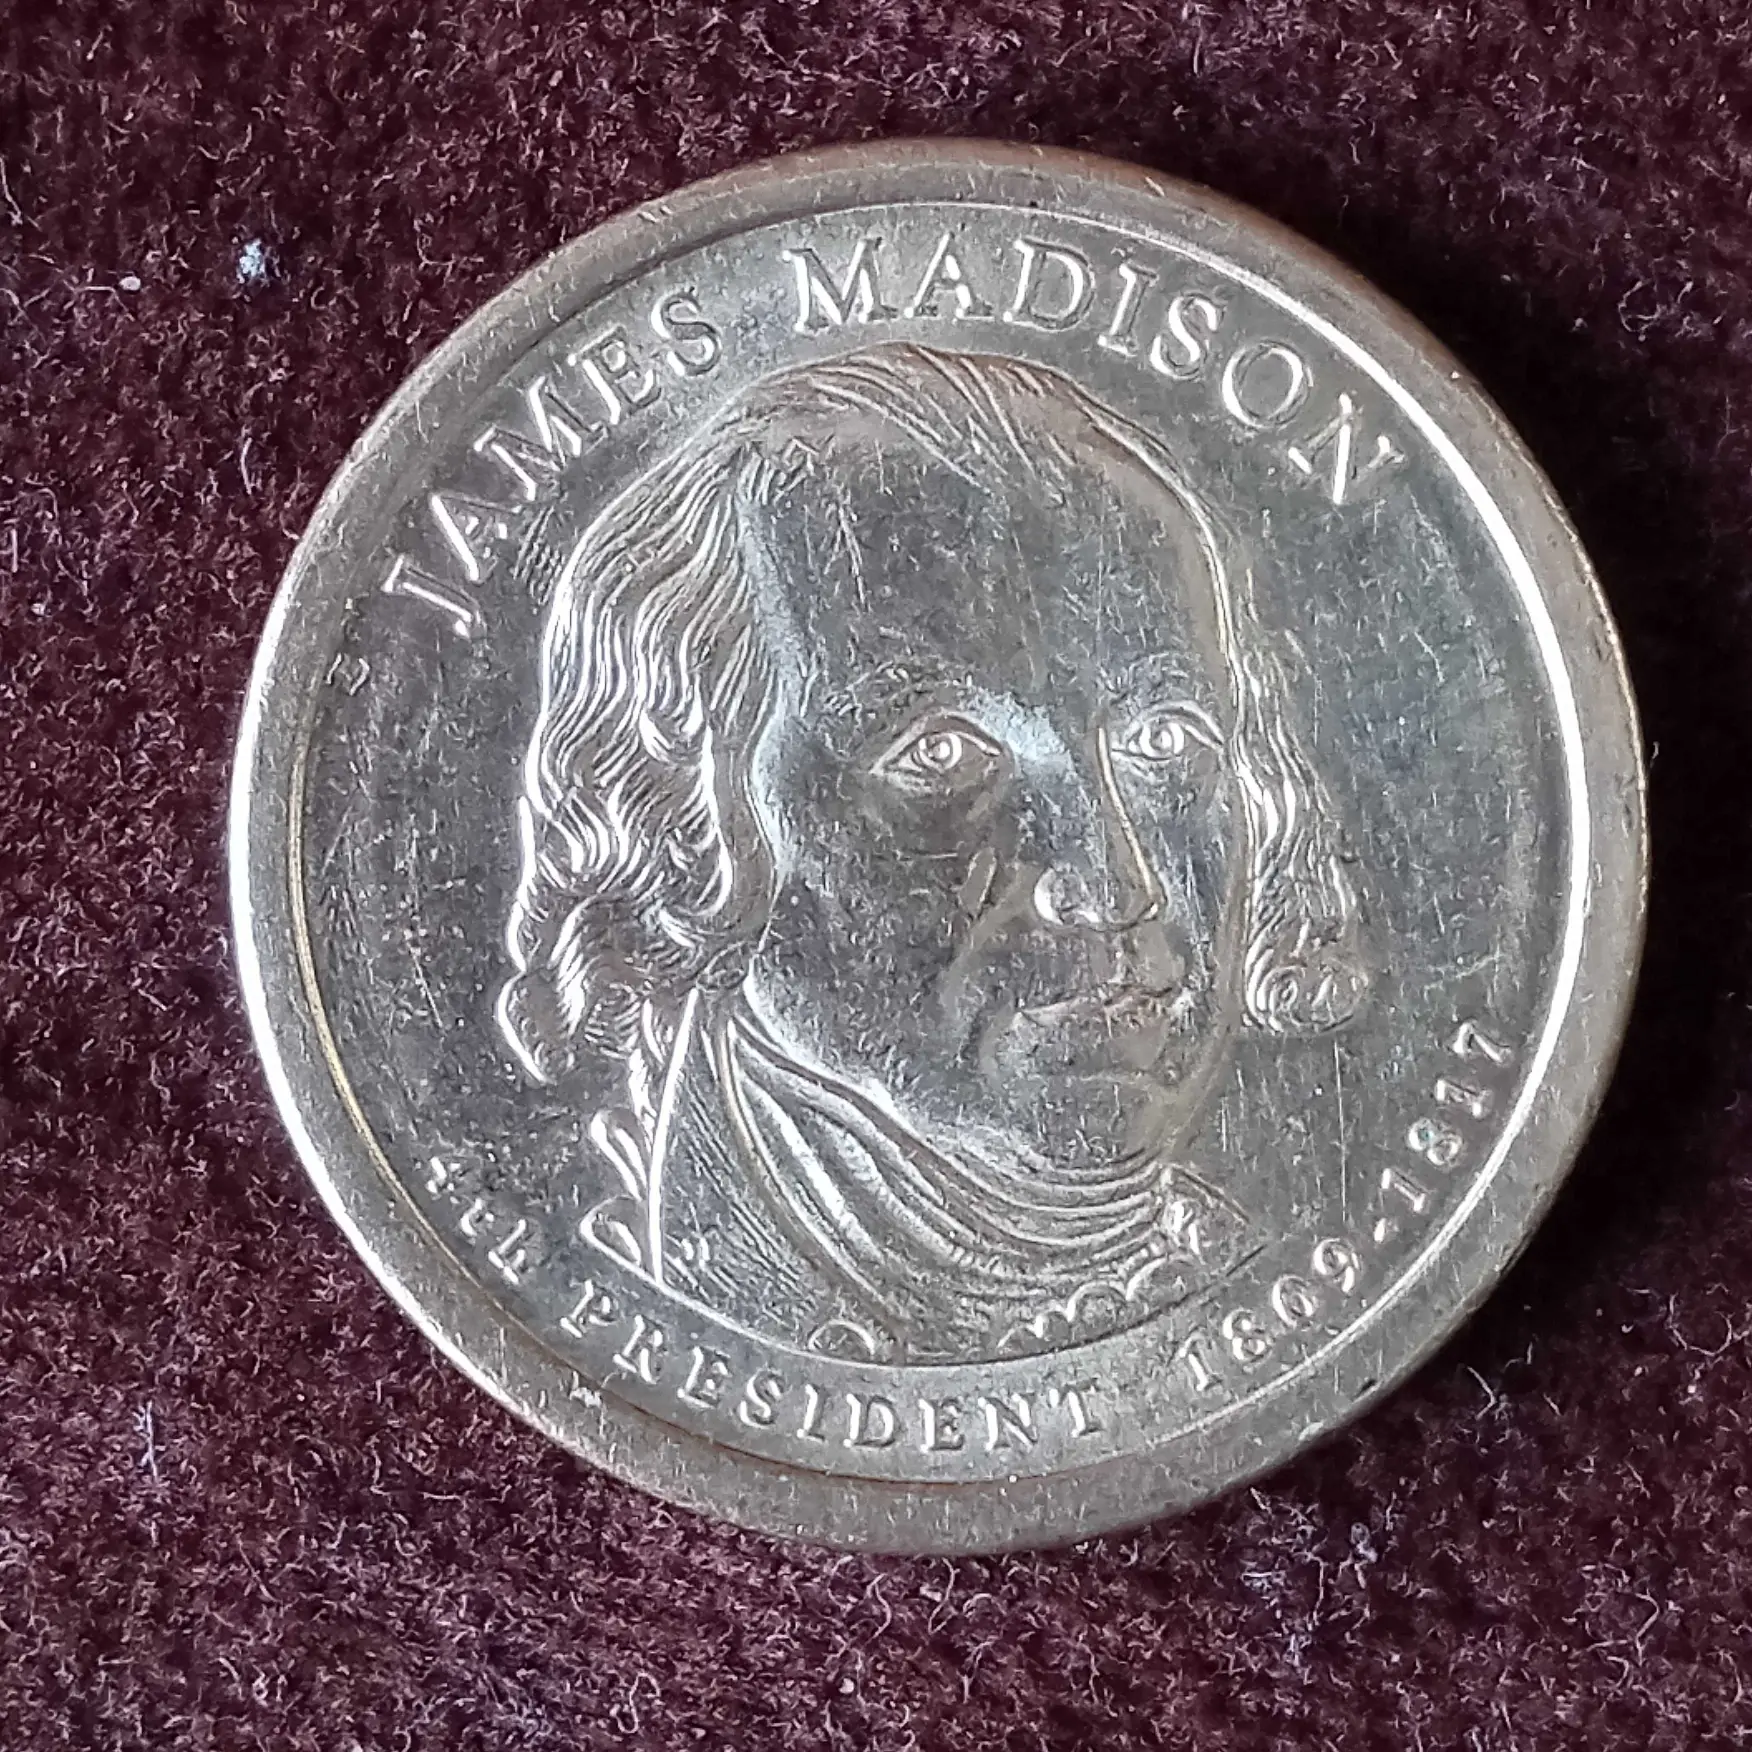 JAMES MADISON
4th PRESIDENT 1809-1817